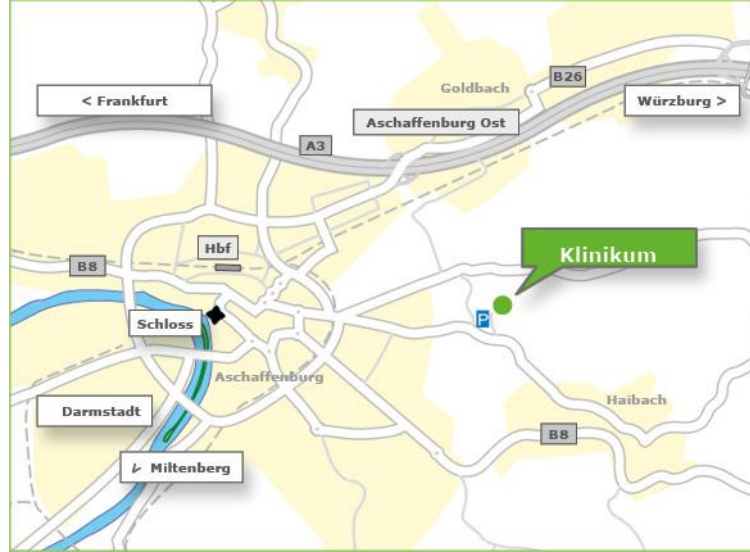 Goldbach
B26
< Frankfurt
Würzburg >
Aschaffenburg Ost
A3
Hbf
Klinikum
B8
P
Schloss
Aschaffenburg
Haibach
Darmstadt
B8
Miltenberg